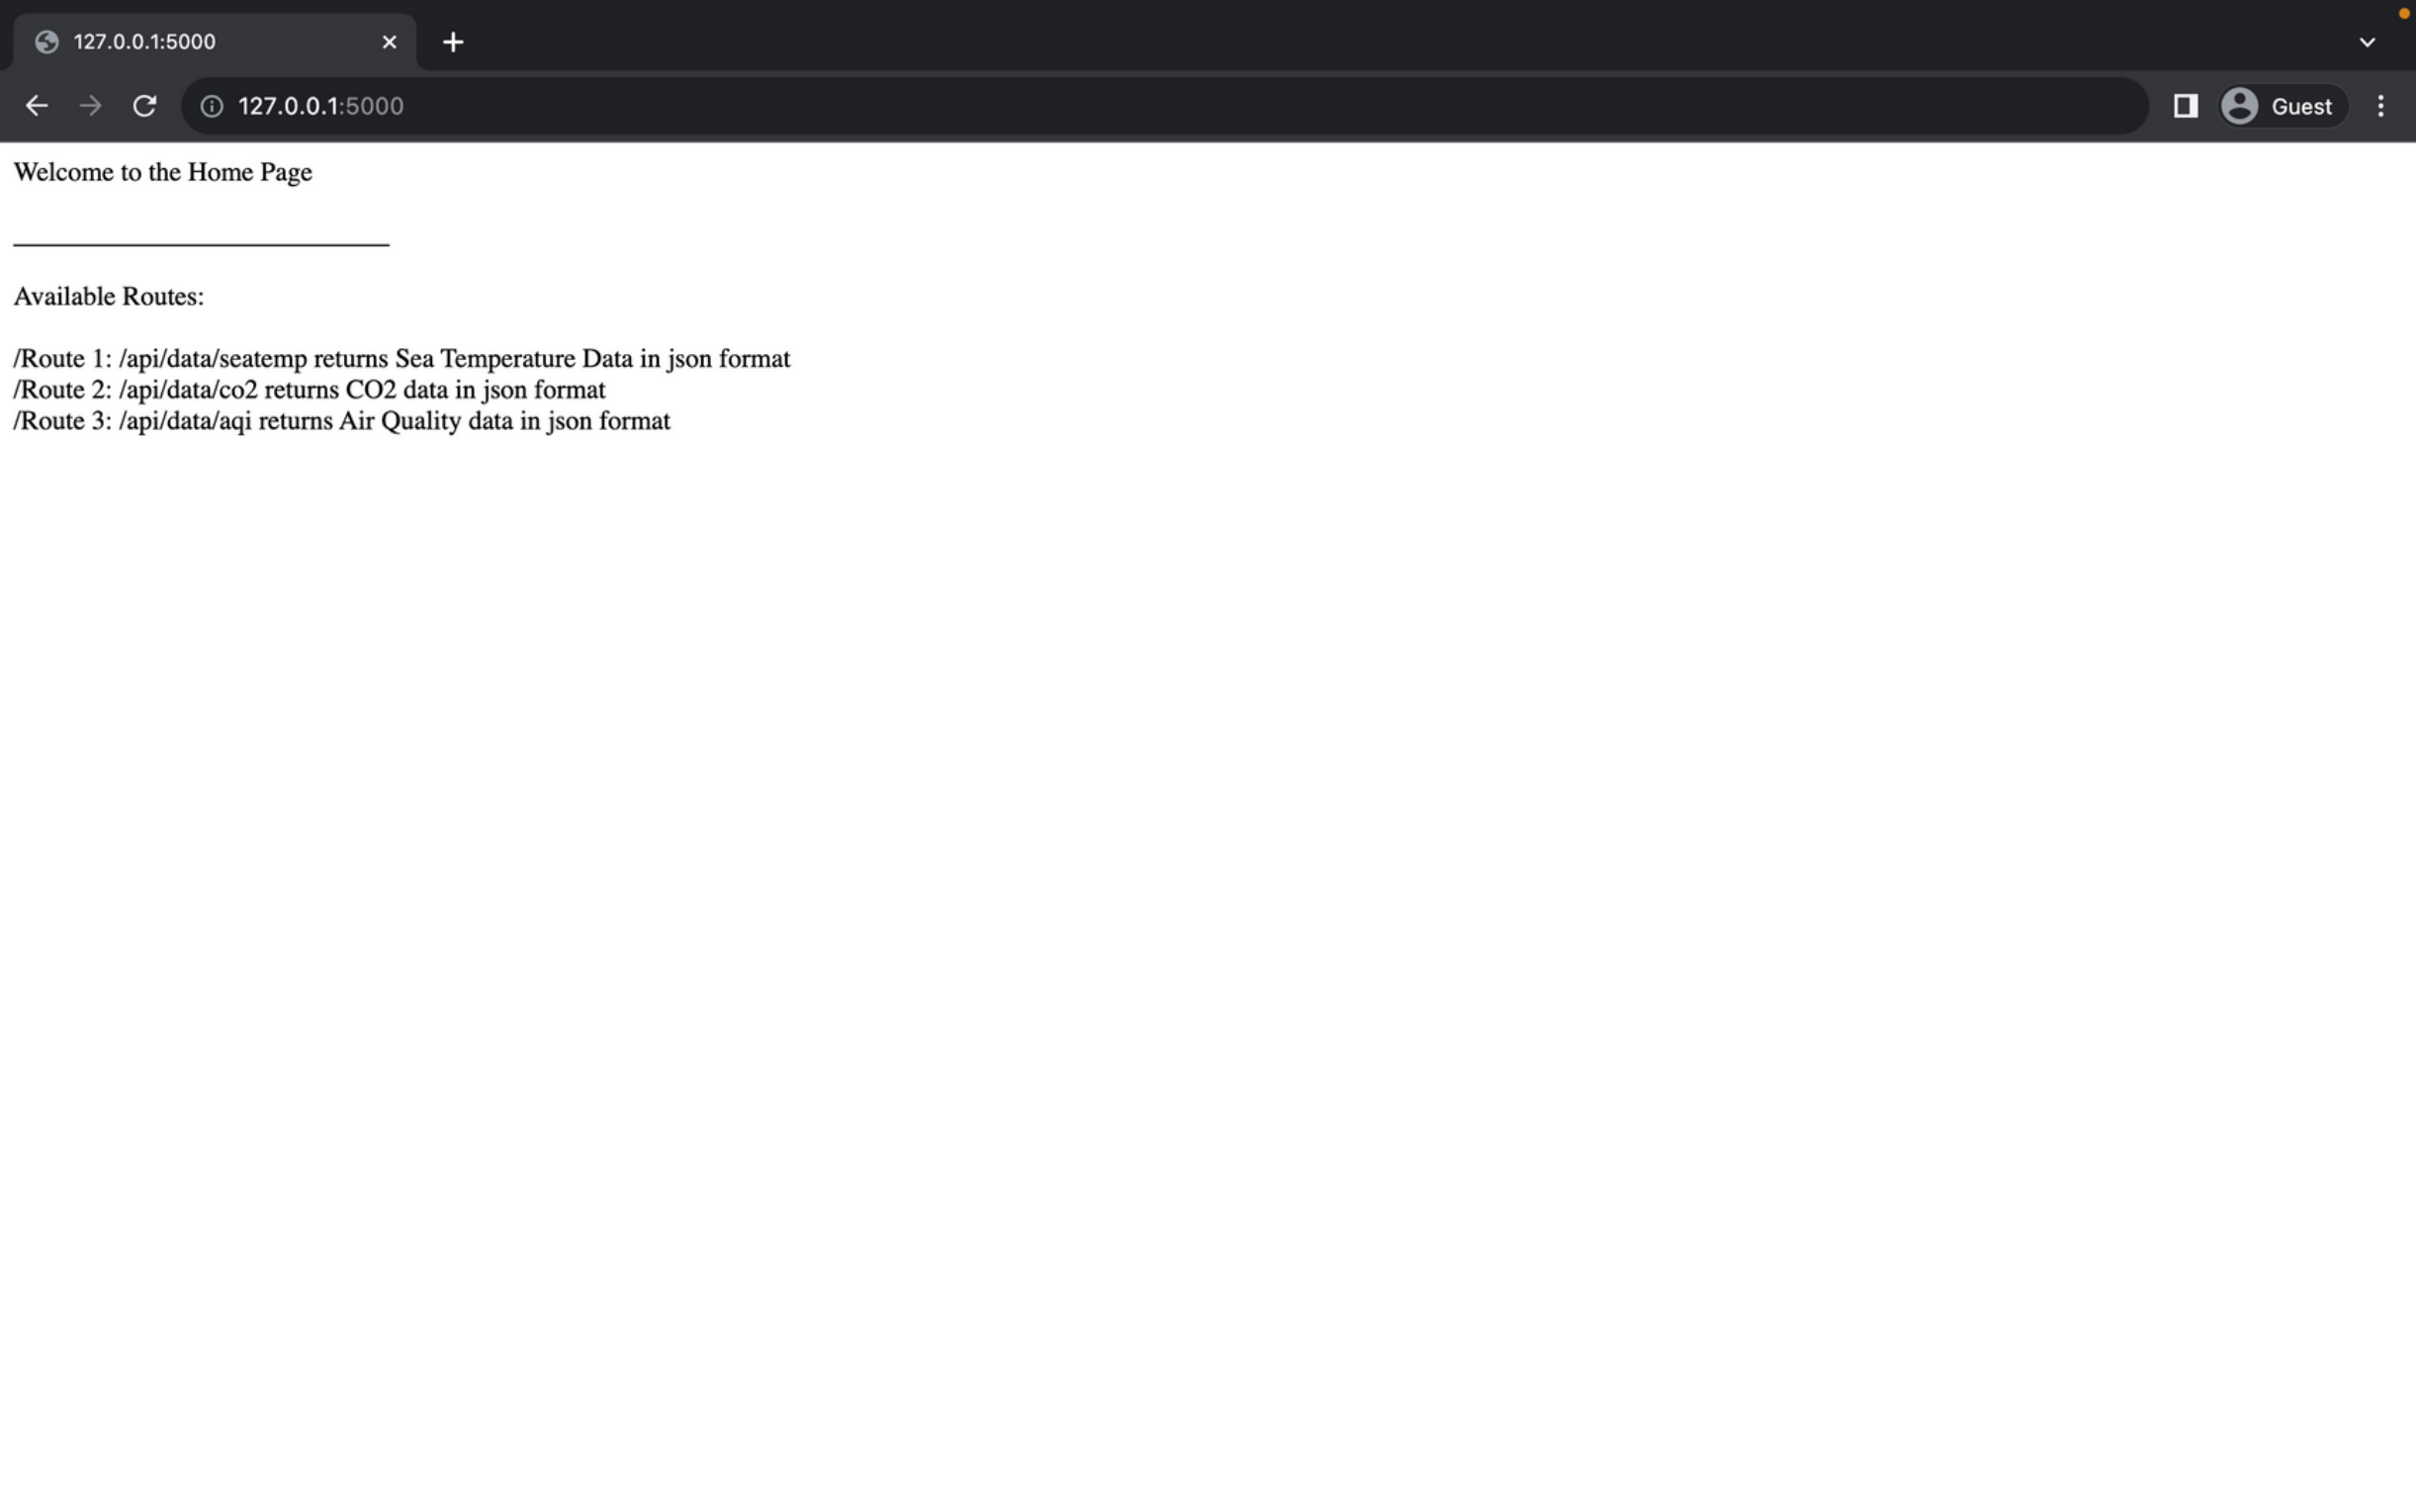 127.0.0.1:5000
127.0.0.1:5000
Guest
Welcome to the Home Page
Available Routes:
/Route 1: /api/data/seatemp returns Sea Temperature Data in json format
/Route 2: /api/data/co2 returns CO2 data in json format
/Route 3: /api/data/aqi returns Air Quality data in json format